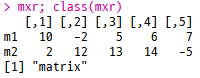 > mxr; class(mxr)
   [,1] [,2] [,3] [,4] [,5]
m1   10   -2    5    6    7
m2    2   12   13   14   -5
[1] "matrix"